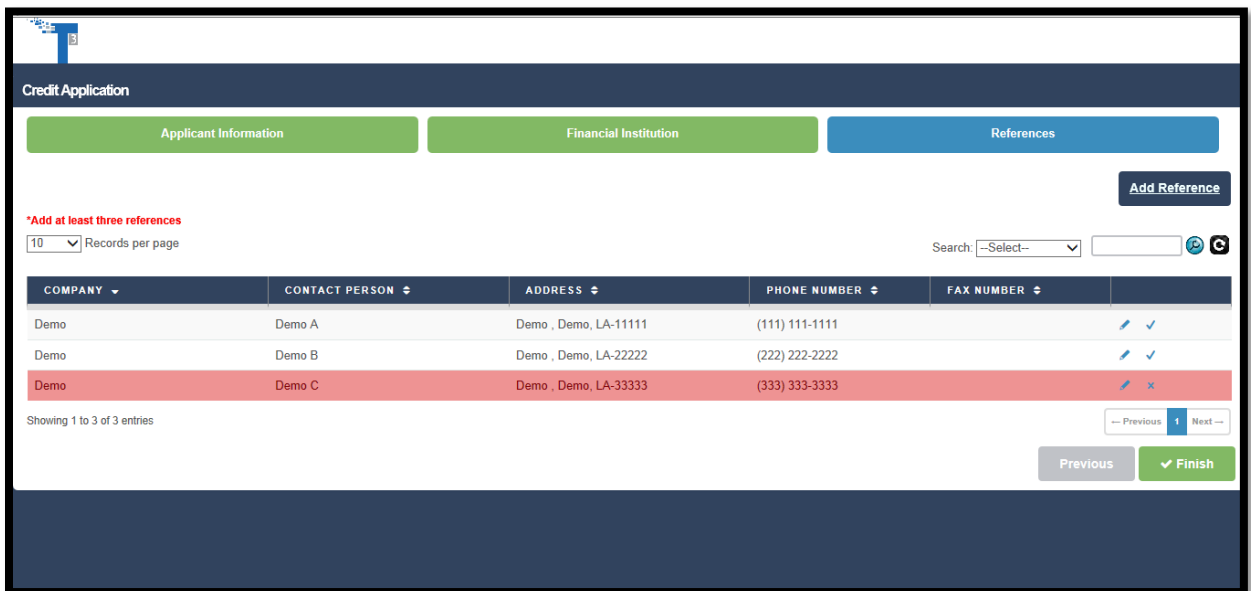 T3
Credit Application
Applicant Information Financial Institution References
Add Reference
*Add at least three references
10 Records per page Search: --Select--
COMPANY CONTACT PERSON ADDRESS PHONE NUMBER FAX NUMBER
Demo Demo A Demo , Demo, LA-11111 (111) 111-1111
Demo Demo B Demo , Demo, LA-22222 (222) 222-2222
Demo Demo C Demo , Demo, LA-33333 (333) 333-3333
Showing 1 to 3 of 3 entries ← Previous 1 Next →
Previous ✔ Finish